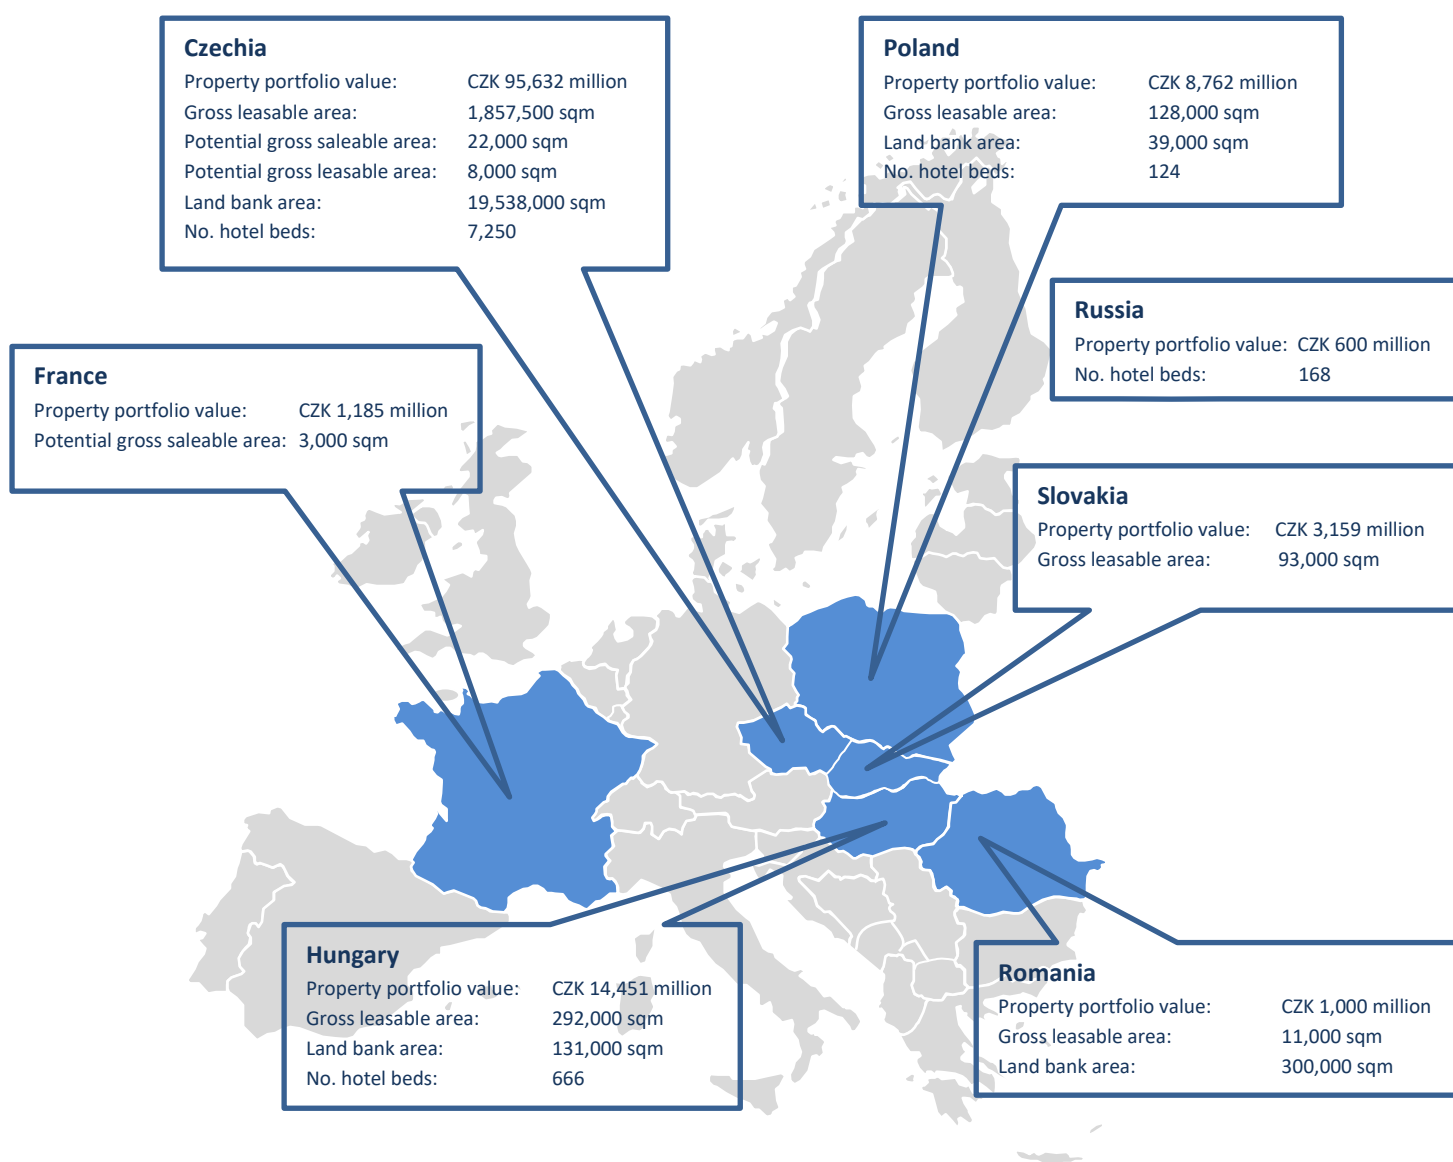 Czechia
Property portfolio value: CZK 95,632 million
Gross leasable area: 1,857,500 sqm
Potential gross saleable area: 22,000 sqm
Potential gross leasable area: 8,000 sqm
Land bank area: 19,538,000 sqm
No. hotel beds: 7,250
Poland
Property portfolio value: CZK 8,762 million
Gross leasable area: 128,000 sqm
Land bank area: 39,000 sqm
No. hotel beds: 124
Russia
Property portfolio value: CZK 600 million
No. hotel beds: 168
France
Property portfolio value: CZK 1,185 million
Potential gross saleable area: 3,000 sqm
Slovakia
Property portfolio value: CZK 3,159 million
Gross leasable area: 93,000 sqm
Hungary
Property portfolio value: CZK 14,451 million
Gross leasable area: 292,000 sqm
Land bank area: 131,000 sqm
No. hotel beds: 666
Romania
Property portfolio value: CZK 1,000 million
Gross leasable area: 11,000 sqm
Land bank area: 300,000 sqm